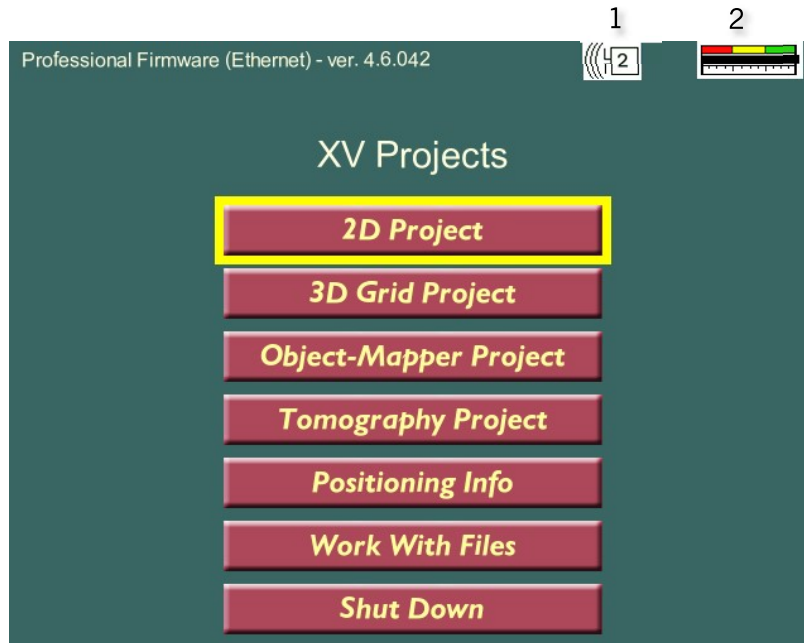 1 2
Professional Firmware (Ethernet) - ver. 4.6.042
2
XV Projects
2D Project
3D Grid Project
Object-Mapper Project
Tomography Project
Positioning Info
Work With Files
Shut Down